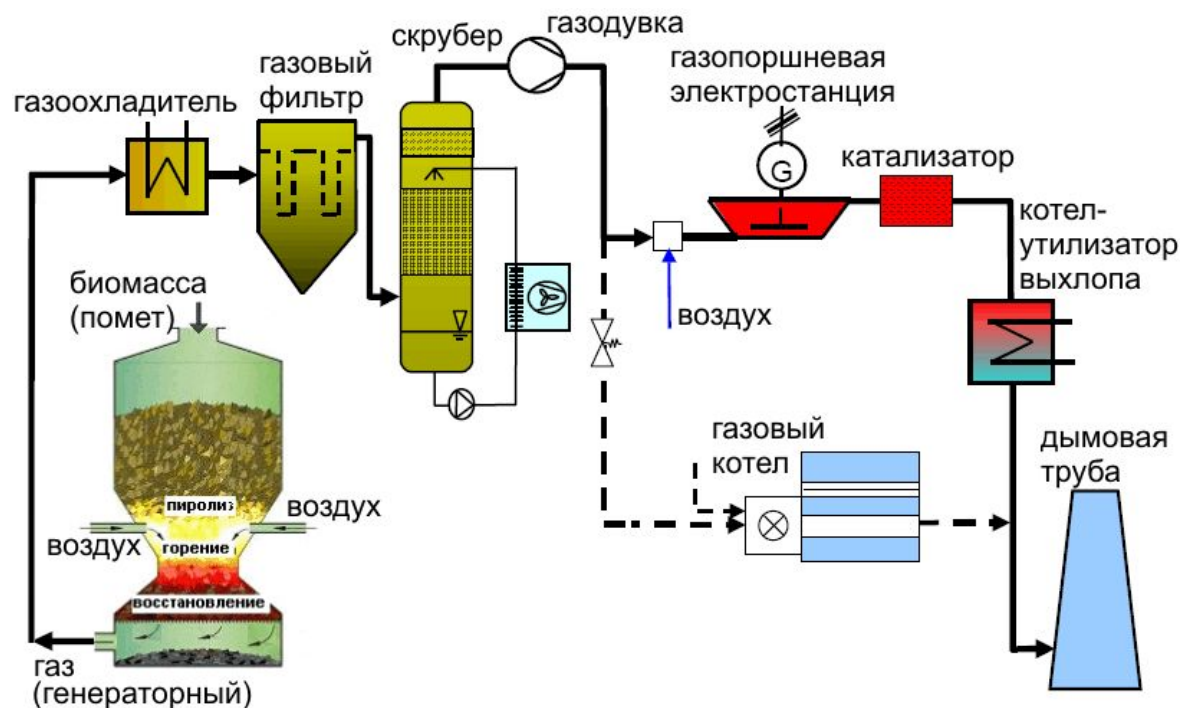 скрубер
газодувка
газовый
фильтр
газоохладитель
газопоршневая
электростанция
G
катализатор
котел-
утилизатор
выхлопа
воздух
биомасса
(помет)
пиролиз
воздух
воздух
горение
восстановление
газ
(генераторный)
газовый
котел
дымовая
труба